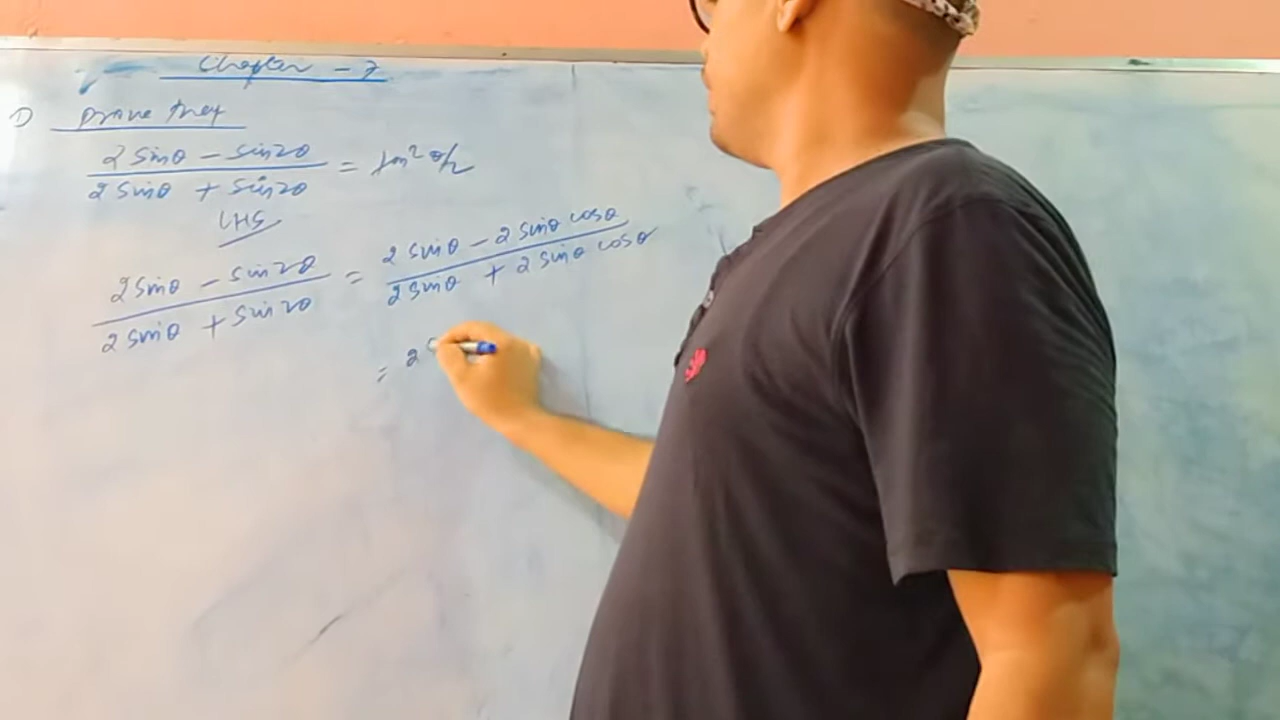 Chapter - 7
1) Prove that
2 sinθ - sin2θ / 2 sinθ + sin2θ = tan² θ/2
LHS
2 sinθ - sin2θ / 2 sinθ + sin2θ = 2 sinθ - 2 sinθ cosθ / 2 sinθ + 2 sinθ cosθ
= 2